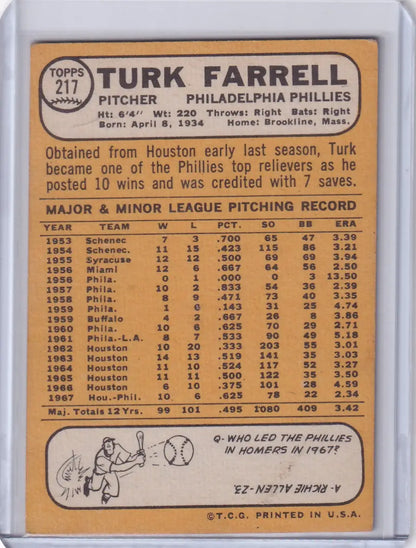 TOPPS
217
TURK FARRELL
PITCHER PHILADELPHIA PHILLIES
Ht: 6'4" Wt: 220 Throws: Right Bats: Right
Born: April 8, 1934 Home: Brookline, Mass.
Obtained from Houston early last season, Turk
became one of the Phillies top relievers as he
posted 10 wins and was credited with 7 saves.
MAJOR & MINOR LEAGUE PITCHING RECORD
YEAR TEAM W L PCT. SO BB ERA
1953 Schenec 7 3 .700 65 47 3.39
1954 Schenec. 11 15 .423 115 86 3.21
1955 Syracuse 12 12 .500 69 69 3.94
1956 Miami 12 6 .667 64 56 2.50
1956 Phila. 0 1 .000 0 3 13.50
1957 Phila. 10 2 .833 54 36 2.39
1958 Phila. 8 9 .471 73 40 3.35
1959 Phila. 1 6 .143 31 25 4.74
1959 Buffalo 4 2 .667 26 8 3.86
1960 Phila. 10 6 .625 70 29 2.71
1961 Phila.-L.A. 8 7 .533 90 49 5.18
1962 Houston 10 20 .333 203 55 3.01
1963 Houston 14 13 .519 141 35 3.03
1964 Houston 11 10 .524 117 52 3.27
1965 Houston 11 11 .500 122 35 3.50
1966 Houston 6 10 .375 101 28 4.59
1967 Hou.-Phil. 10 6 .625 78 22 2.34
Maj. Totals 12 Yrs. 99 101 .495 1080 409 3.42
Q- WHO LED THE PHILLIES
IN HOMERS IN 1967?
A- RICHIE ALLEN-23.
©T.C.G. PRINTED IN U.S.A.